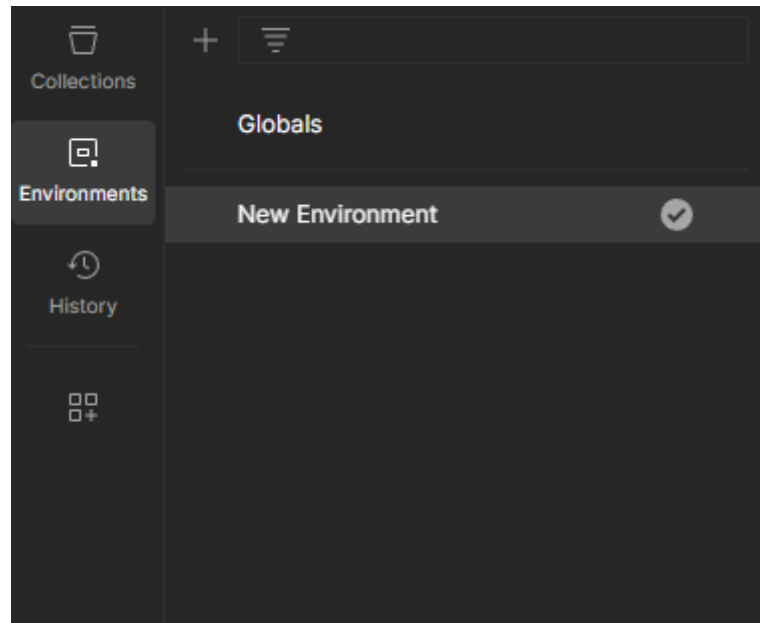 Collections
Environments
History
Globals
New Environment